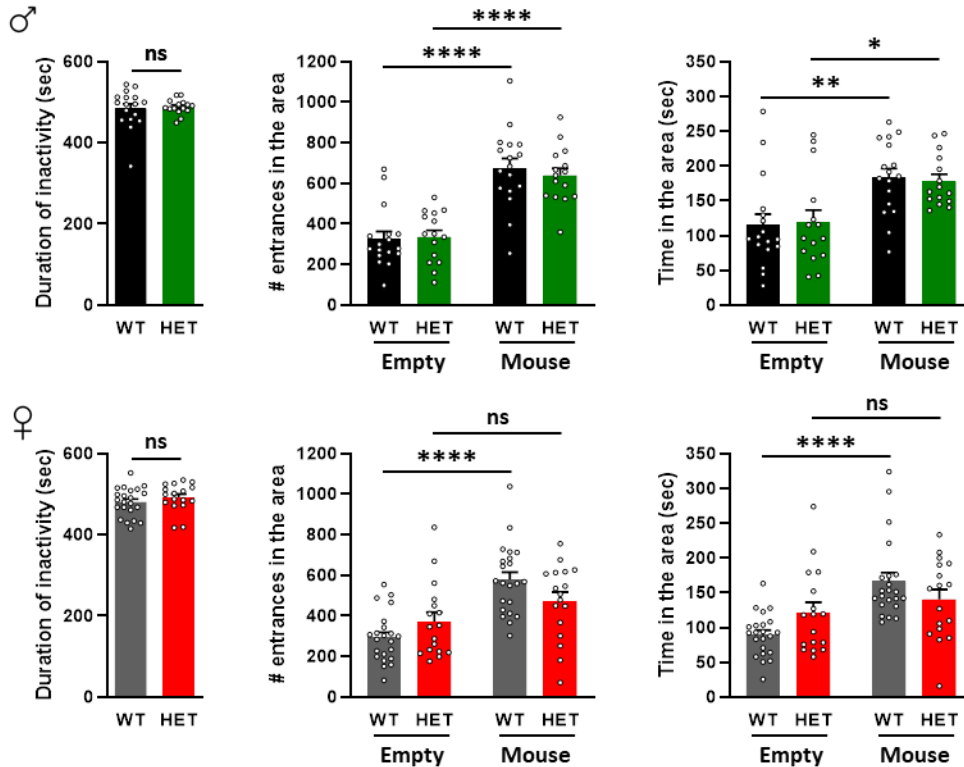 ♂
ns
Duration of inactivity (sec)
600
400
200
0
WT HET
****
****
# entrances in the area
1200
1000
800
600
400
200
0
WT HET WT HET
Empty Mouse
*
**
Time in the area (sec)
350
300
250
200
150
100
50
0
WT HET WT HET
Empty Mouse
♀
ns
Duration of inactivity (sec)
600
400
200
0
WT HET
ns
****
# entrances in the area
1200
1000
800
600
400
200
0
WT HET WT HET
Empty Mouse
ns
****
Time in the area (sec)
350
300
250
200
150
100
50
0
WT HET WT HET
Empty Mouse